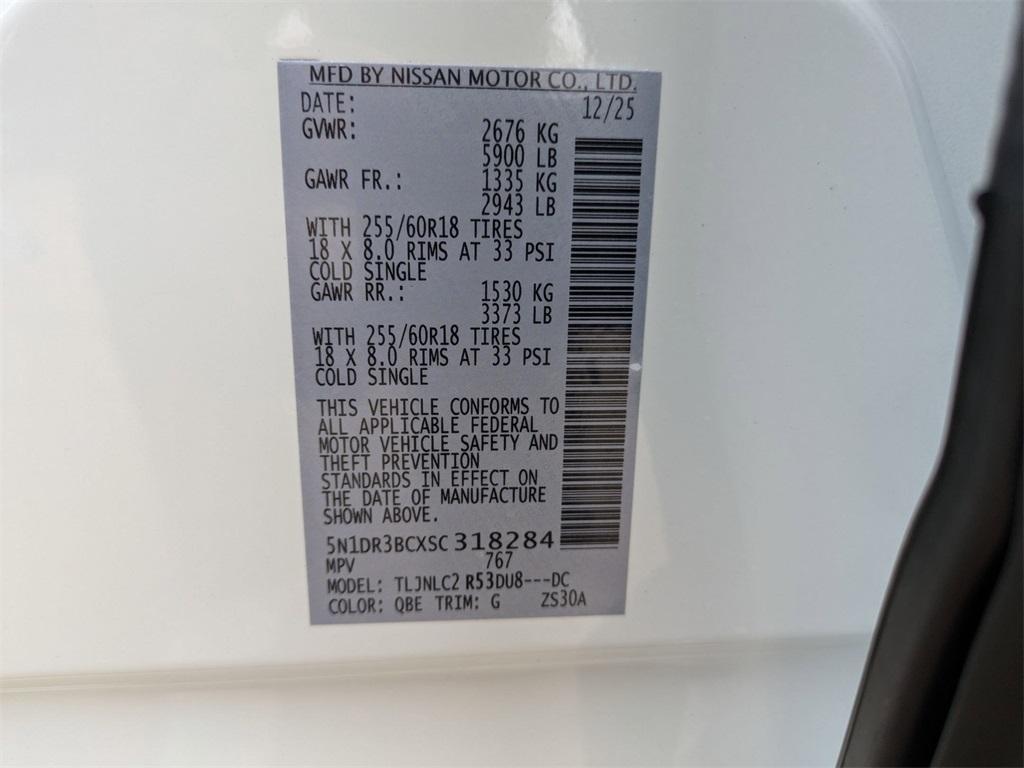 MFD BY NISSAN MOTOR CO., LTD.
DATE: 12/25
GVWR: 2676 KG
5900 LB
GAWR FR.: 1335 KG
2943 LB
WITH 255/60R18 TIRES
18 X 8.0 RIMS AT 33 PSI
COLD SINGLE
GAWR RR.: 1530 KG
3373 LB
WITH 255/60R18 TIRES
18 X 8.0 RIMS AT 33 PSI
COLD SINGLE
THIS VEHICLE CONFORMS TO
ALL APPLICABLE FEDERAL
MOTOR VEHICLE SAFETY AND
THEFT PREVENTION
STANDARDS IN EFFECT ON
THE DATE OF MANUFACTURE
SHOWN ABOVE.
5N1DR3BCXSC 318284
MPV 767
MODEL: TLJNLC2 R53DU8---DC
COLOR: QBE TRIM: G ZS30A